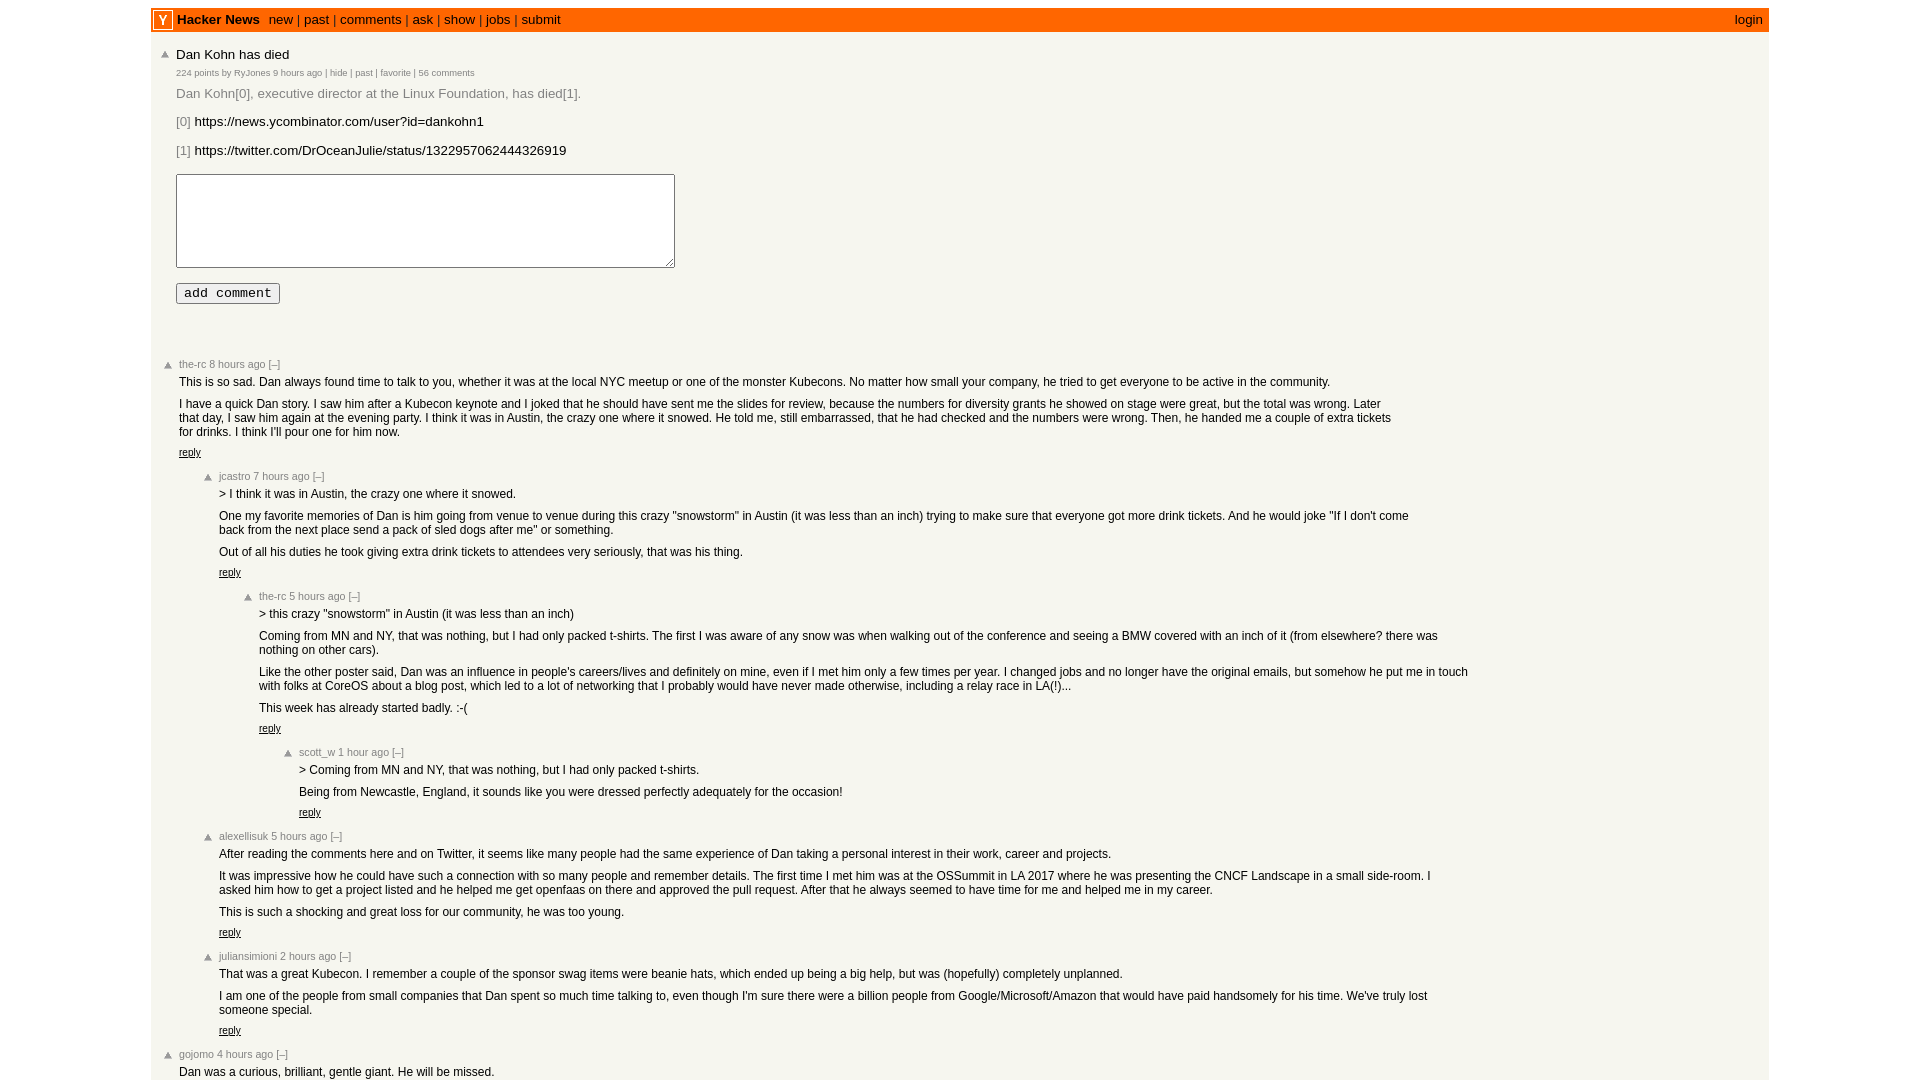 Y Hacker News new | past | comments | ask | show | jobs | submit login
Dan Kohn has died
224 points by RyJones 9 hours ago | hide | past | favorite | 56 comments
Dan Kohn[0], executive director at the Linux Foundation, has died[1].
[0] https://news.ycombinator.com/user?id=dankohn1
[1] https://twitter.com/DrOceanJulie/status/1322957062444326919
add comment
the-rc 8 hours ago [–]
This is so sad. Dan always found time to talk to you, whether it was at the local NYC meetup or one of the monster Kubecons. No matter how small your company, he tried to get everyone to be active in the community.
I have a quick Dan story. I saw him after a Kubecon keynote and I joked that he should have sent me the slides for review, because the numbers for diversity grants he showed on stage were great, but the total was wrong. Later
that day, I saw him again at the evening party. I think it was in Austin, the crazy one where it snowed. He told me, still embarrassed, that he had checked and the numbers were wrong. Then, he handed me a couple of extra tickets
for drinks. I think I'll pour one for him now.
reply
jcastro 7 hours ago [–]
> I think it was in Austin, the crazy one where it snowed.
One my favorite memories of Dan is him going from venue to venue during this crazy "snowstorm" in Austin (it was less than an inch) trying to make sure that everyone got more drink tickets. And he would joke "If I don't come
back from the next place send a pack of sled dogs after me" or something.
Out of all his duties he took giving extra drink tickets to attendees very seriously, that was his thing.
reply
the-rc 5 hours ago [–]
> this crazy "snowstorm" in Austin (it was less than an inch)
Coming from MN and NY, that was nothing, but I had only packed t-shirts. The first I was aware of any snow was when walking out of the conference and seeing a BMW covered with an inch of it (from elsewhere? there was
nothing on other cars).
Like the other poster said, Dan was an influence in people's careers/lives and definitely on mine, even if I met him only a few times per year. I changed jobs and no longer have the original emails, but somehow he put me in touch
with folks at CoreOS about a blog post, which led to a lot of networking that I probably would have never made otherwise, including a relay race in LA(!)...
This week has already started badly. :-(
reply
scott_w 1 hour ago [–]
> Coming from MN and NY, that was nothing, but I had only packed t-shirts.
Being from Newcastle, England, it sounds like you were dressed perfectly adequately for the occasion!
reply
alexellisuk 5 hours ago [–]
After reading the comments here and on Twitter, it seems like many people had the same experience of Dan taking a personal interest in their work, career and projects.
It was impressive how he could have such a connection with so many people and remember details. The first time I met him was at the OSSummit in LA 2017 where he was presenting the CNCF Landscape in a small side-room. I
asked him how to get a project listed and he helped me get openfaas on there and approved the pull request. After that he always seemed to have time for me and helped me in my career.
This is such a shocking and great loss for our community, he was too young.
reply
juliansimioni 2 hours ago [–]
That was a great Kubecon. I remember a couple of the sponsor swag items were beanie hats, which ended up being a big help, but was (hopefully) completely unplanned.
I am one of the people from small companies that Dan spent so much time talking to, even though I'm sure there were a billion people from Google/Microsoft/Amazon that would have paid handsomely for his time. We've truly lost
someone special.
reply
gojomo 4 hours ago [–]
Dan was a curious, brilliant, gentle giant. He will be missed.